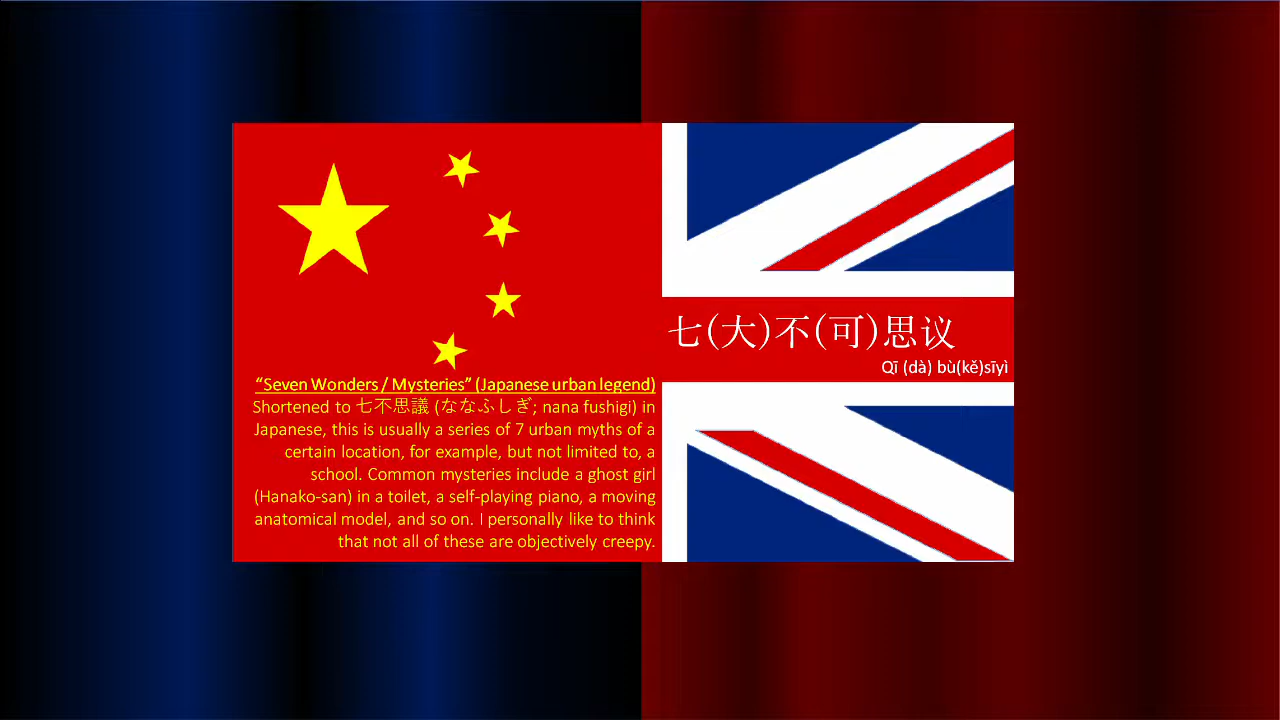 七(大)不(可)思议
Qī (dà) bù(kě)sīyì
“Seven Wonders / Mysteries” (Japanese urban legend)
Shortened to 七不思議 (ななふしぎ; nana fushigi) in
Japanese, this is usually a series of 7 urban myths of a
certain location, for example, but not limited to, a
school. Common mysteries include a ghost girl
(Hanako-san) in a toilet, a self-playing piano, a moving
anatomical model, and so on. I personally like to think
that not all of these are objectively creepy.